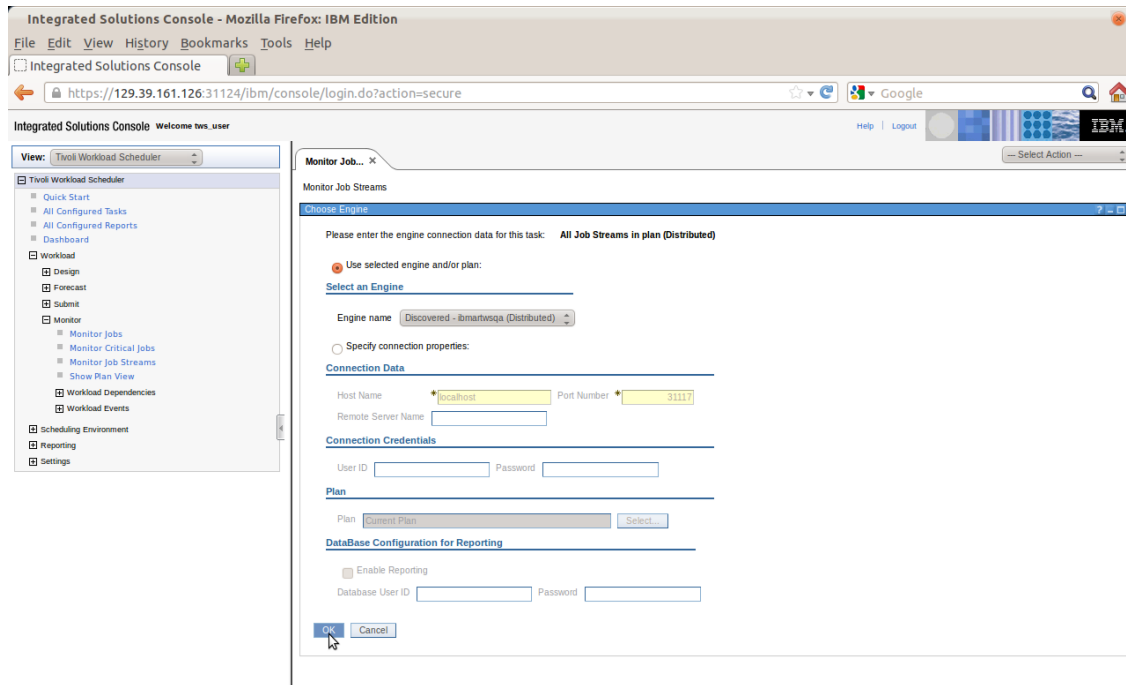 Integrated Solutions Console - Mozilla Firefox: IBM Edition
File Edit View History Bookmarks Tools Help
Integrated Solutions Console
https://129.39.161.126:31124/ibm/console/login.do?action=secure
Google
Integrated Solutions Console Welcome tws_user
Help | Logout
IBM.
View: Tivoli Workload Scheduler
Monitor Job... ×
--- Select Action ---
Tivoli Workload Scheduler
Quick Start
All Configured Tasks
All Configured Reports
Dashboard
Workload
Design
Forecast
Submit
Monitor
Monitor Jobs
Monitor Critical Jobs
Monitor Job Streams
Show Plan View
Workload Dependencies
Workload Events
Scheduling Environment
Reporting
Settings
Monitor Job Streams
Choose Engine
Please enter the engine connection data for this task: All Job Streams in plan (Distributed)
Use selected engine and/or plan:
Select an Engine
Engine name Discovered - ibmartwsqa (Distributed)
Specify connection properties:
Connection Data
Host Name *localhost Port Number * 31117
Remote Server Name
Connection Credentials
User ID Password
Plan
Plan Current Plan Select...
DataBase Configuration for Reporting
Enable Reporting
Database User ID Password
OK Cancel